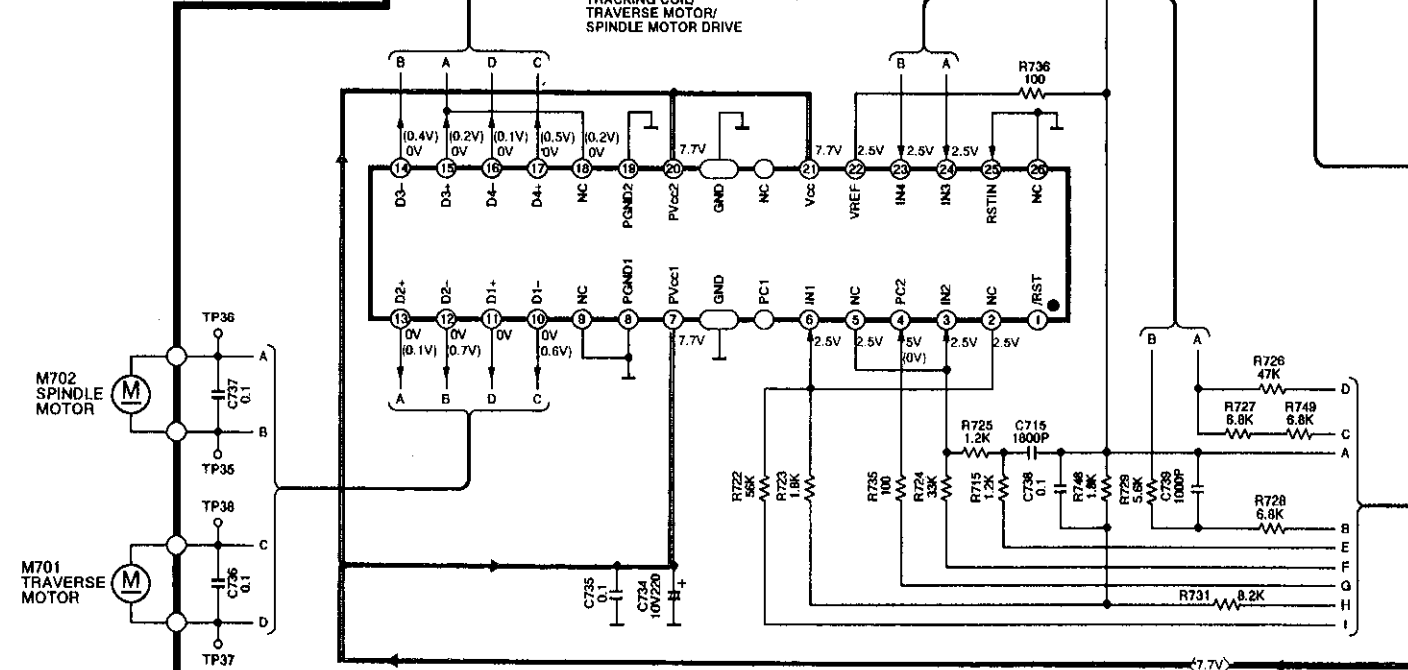 TRACKING COIL/
TRAVERSE MOTOR/
SPINDLE MOTOR DRIVE
B A D C
B A
R736
100
(0.4V) (0.2V) (0.1V) (0.5V) (0.2V)
0V 0V 0V 0V 0V
7.7V 7.7V 2.5V 2.5V 2.5V
14 15 16 17 18 19 20 21 22 23 24 25 26
D3- D3+ D4- D4+ NC PGND2 PVcc2 GND NC Vcc VREF IN4 IN3 RSTIN NC
D2+ D2- D1+ D1- NC PGND1 PVcc1 GND PC1 IN1 NC PC2 IN2 NC /RST
13 12 11 10 9 8 7 6 5 4 3 2 1
0V 0V 0V 0V
(0.1V) (0.7V) (0.6V)
7.7V 2.5V 2.5V 5V 2.5V 2.5V
(0V)
A B D C
TP36
A
M702
SPINDLE
MOTOR
M
C737
0.1
B
TP35
TP38
C
M701
TRAVERSE
MOTOR
M
C736
0.1
D
TP37
C735
0.1
C734
10V220
+
B A
R726
47K
D
R727
6.8K
R749
6.8K
C
R725
1.2K
C715
1800P
A
R722
56K
R723
1.8K
R735
100
R724
33K
R715
1.2K
C738
0.1
R748
1.8K
R729
5.6K
C739
1000P
R728
6.8K
B
E
F
G
R731 8.2K
H
I
(7.7V)